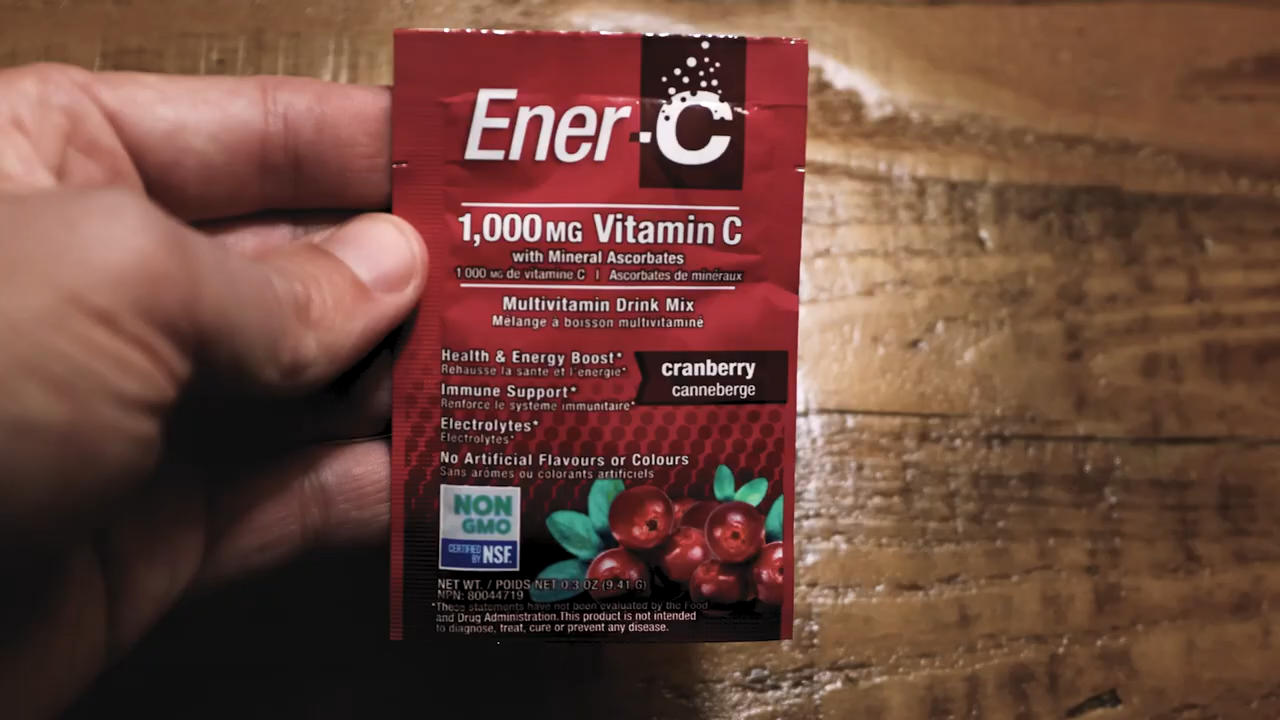 Ener-C
1,000 MG Vitamin C
with Mineral Ascorbates
1 000 MG de vitamine C | Ascorbates de minéraux
Multivitamin Drink Mix
Mélange à boisson multivitaminé
Health & Energy Boost*
Rehausse la santé et l'énergie*
cranberry
canneberge
Immune Support*
Renforce le système immunitaire*
Electrolytes*
Électrolytes*
No Artificial Flavours or Colours
Sans arômes ou colorants artificiels
NON
GMO
CERTIFIED
BY NSF.
NET WT. / POIDS NET 0.3 OZ (9.41 G)
NPN: 80044719
*These statements have not been evaluated by the Food
and Drug Administration. This product is not intended
to diagnose, treat, cure or prevent any disease.